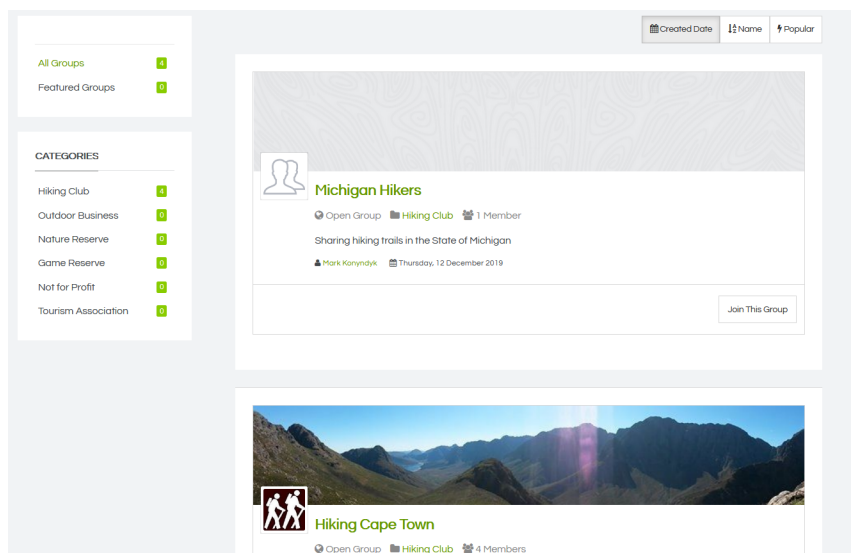 Created Date Name Popular
All Groups 4
Featured Groups 0
CATEGORIES
Hiking Club 4
Outdoor Business 0
Nature Reserve 0
Game Reserve 0
Not for Profit 0
Tourism Association 0
Michigan Hikers
Open Group Hiking Club 1 Member
Sharing hiking trails in the State of Michigan
Mark Konyndyk Thursday, 12 December 2019
Join This Group
Hiking Cape Town
Open Group Hiking Club 4 Members